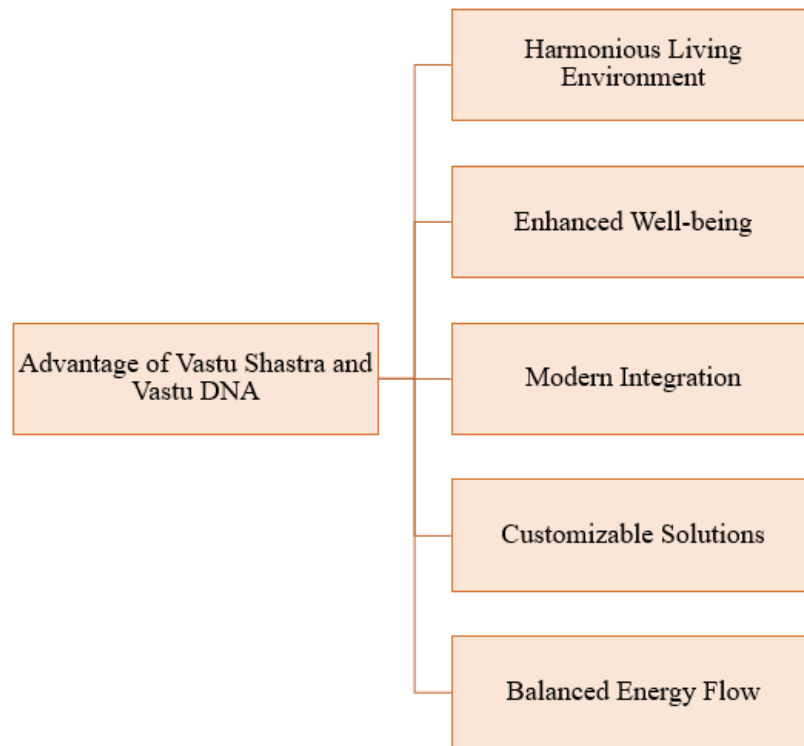 Harmonious Living
Environment
Enhanced Well-being
Advantage of Vastu Shastra and
Vastu DNA
Modern Integration
Customizable Solutions
Balanced Energy Flow